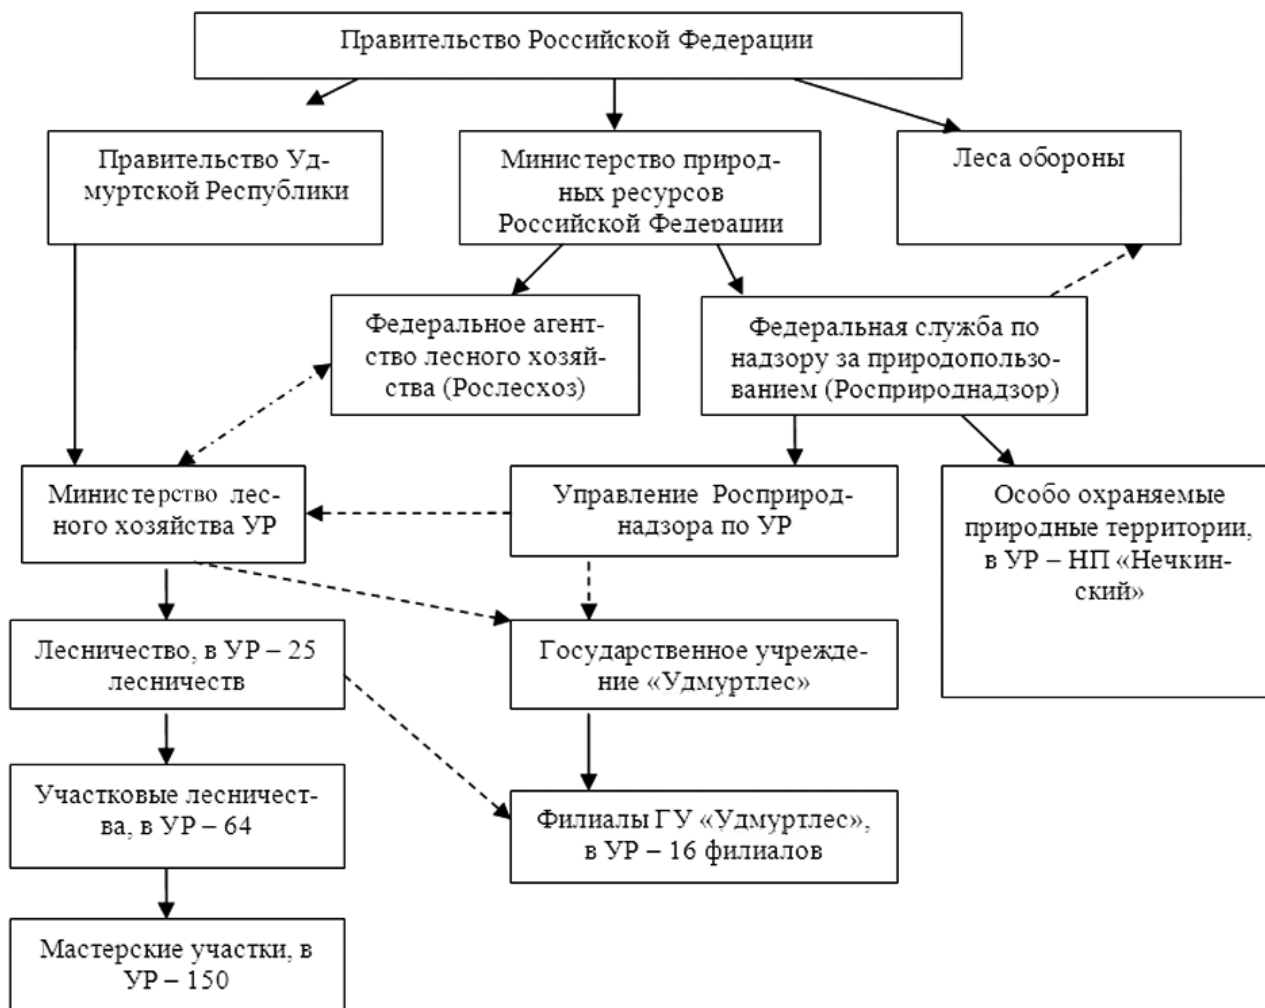 Правительство Российской Федерации
Правительство Уд-
муртской Республики
Министерство природ-
ных ресурсов
Российской Федерации
Леса обороны
Федеральное агент-
ство лесного хозяй-
ства (Рослесхоз)
Федеральная служба по
надзору за природопользо-
ванием (Росприроднадзор)
Министерство лес-
ного хозяйства УР
Управление Росприрод-
надзора по УР
Особо охраняемые
природные территории,
в УР – НП «Нечкин-
ский»
Лесничество, в УР – 25
лесничеств
Государственное учрежде-
ние «Удмуртлес»
Участковые лесничест-
ва, в УР – 64
Филиалы ГУ «Удмуртлес»,
в УР – 16 филиалов
Мастерские участки, в
УР – 150